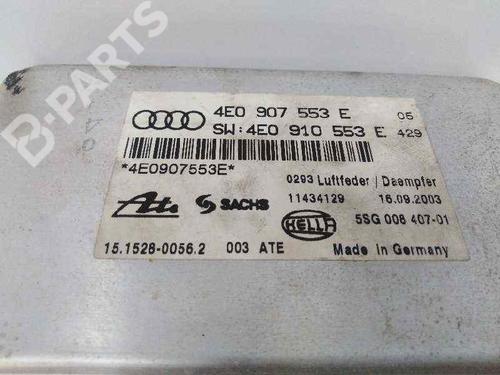 B-PARTS
4E0 907 553 E 05
SW:4E0 910 553 E 429
*4E0907553E*
0293 Luftfeder/Daempfer
11434129 16.09.2003
Ate SACHS HELLA 5SG 008 407-01
15.1528-0056.2 003 ATE Made in Germany